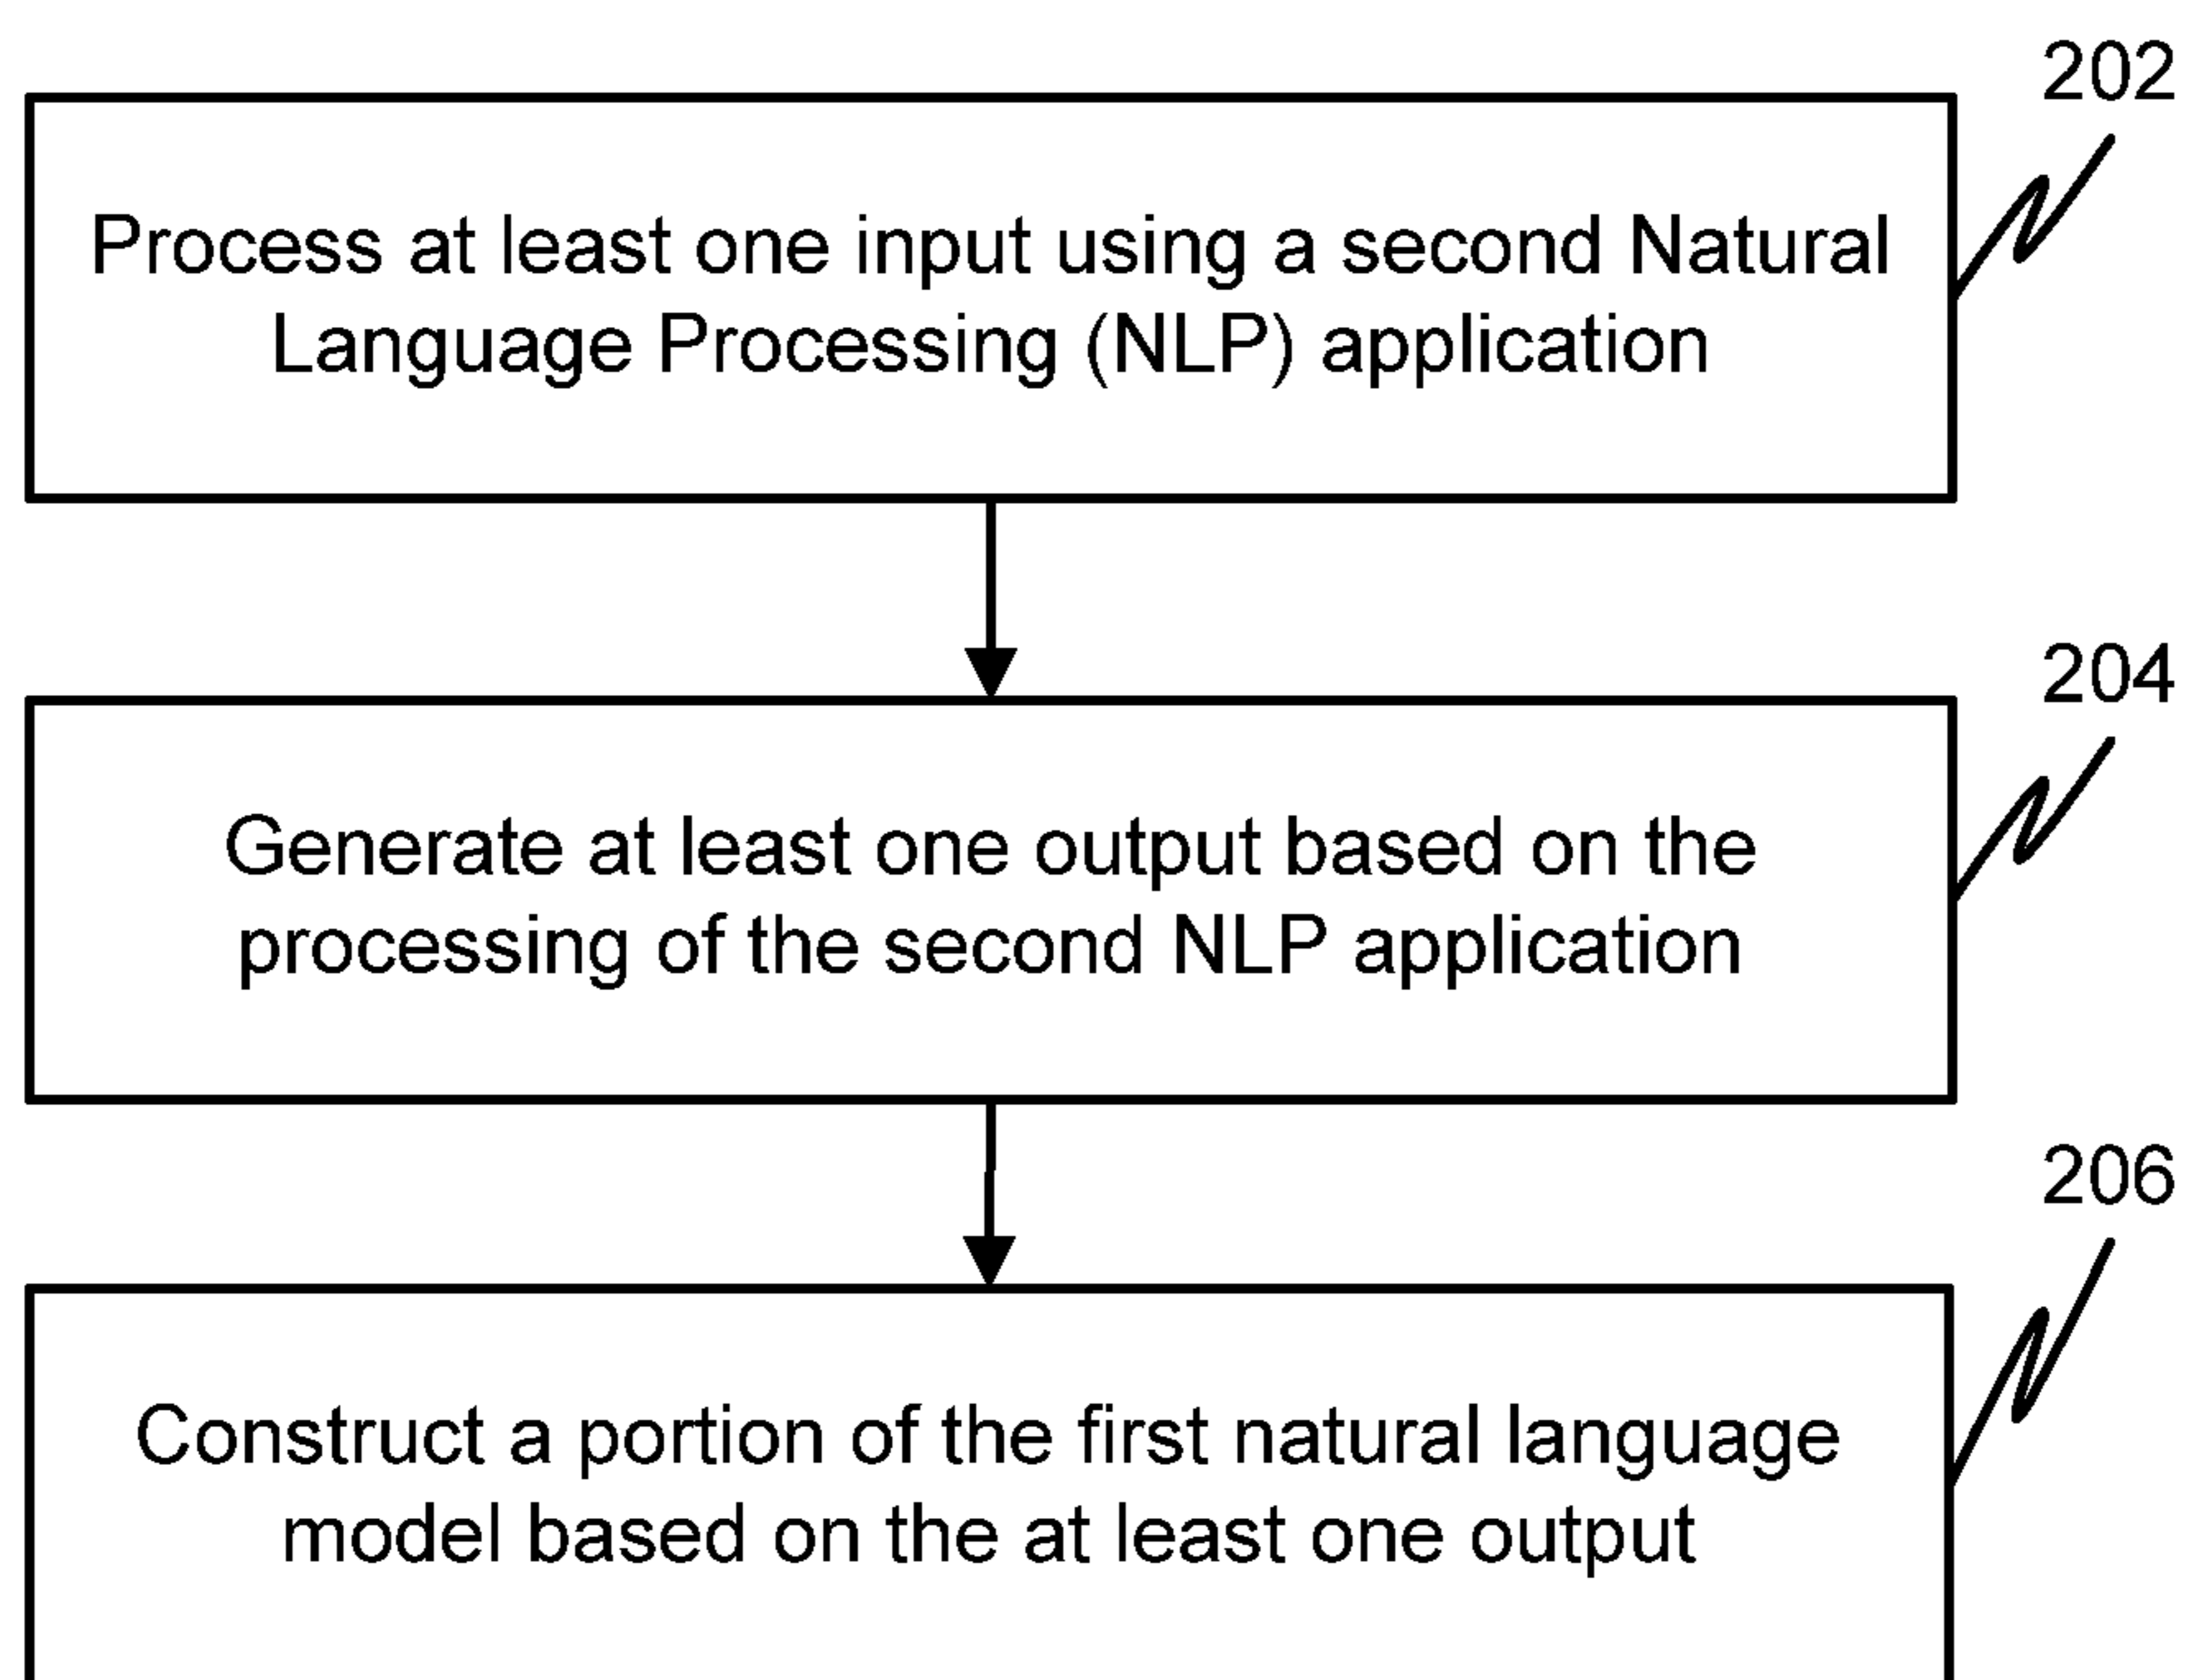 202
Process at least one input using a second Natural
Language Processing (NLP) application
204
Generate at least one output based on the
processing of the second NLP application
206
Construct a portion of the first natural language
model based on the at least one output